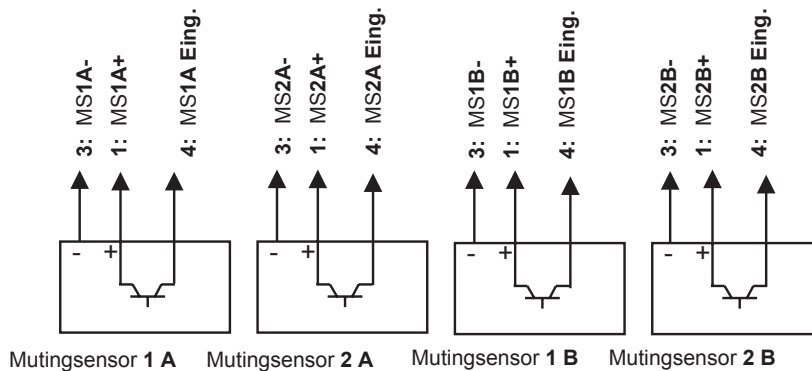 3: MS1A-
1: MS1A+
4: MS1A Eing.
3: MS2A-
1: MS2A+
4: MS2A Eing.
3: MS1B-
1: MS1B+
4: MS1B Eing.
3: MS2B-
1: MS2B+
4: MS2B Eing.
- +
- +
- +
- +
Mutingsensor 1 A
Mutingsensor 2 A
Mutingsensor 1 B
Mutingsensor 2 B